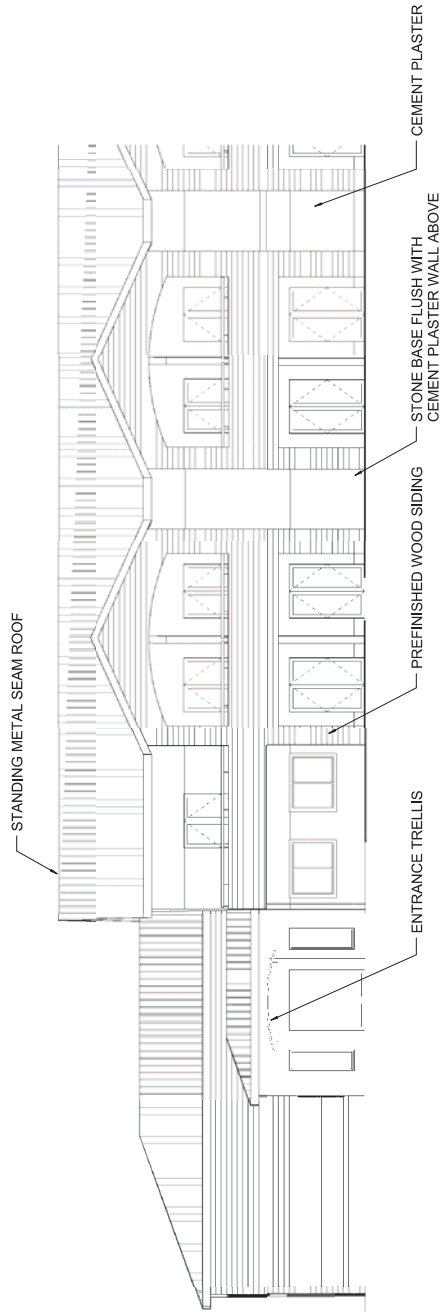 STANDING METAL SEAM ROOF
ENTRANCE TRELLIS
PREFINISHED WOOD SIDING
STONE BASE FLUSH WITH
CEMENT PLASTER WALL ABOVE
CEMENT PLASTER